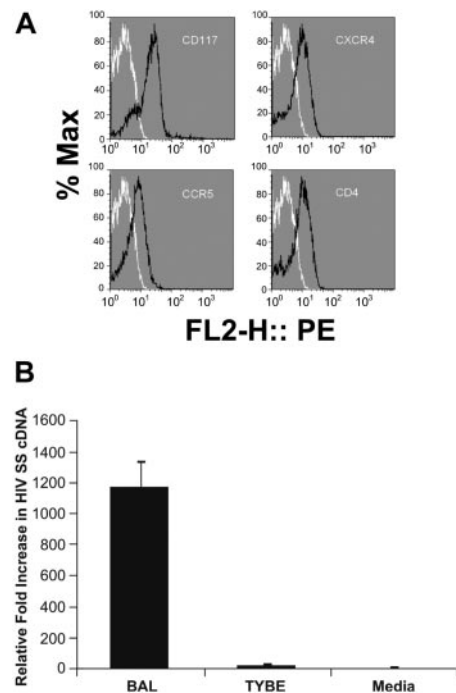 A
% Max
100
80
60
40
20
0
CD117
10^0 10^1 10^2 10^3
100
80
60
40
20
0
CXCR4
10^0 10^1 10^2 10^3
100
80
60
40
20
0
CCR5
10^0 10^1 10^2 10^3
100
80
60
40
20
0
CD4
10^0 10^1 10^2 10^3
FL2-H:: PE
B
Relative Fold Increase in HIV SS cDNA
1600
1400
1200
1000
800
600
400
200
0
BAL TYBE Media